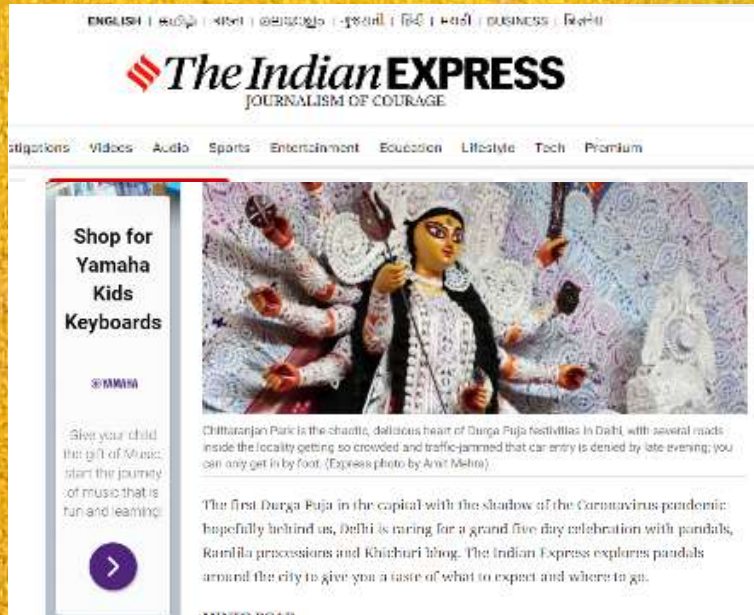 ENGLISH | தமிழ் | বাংলা | മലയാളം | ગુજરાતી | हिंदी | मराठी | BUSINESS | बिज़नेस
The Indian EXPRESS
JOURNALISM OF COURAGE
stigations Videos Audio Sports Entertainment Education Lifestyle Tech Premium
Shop for
Yamaha
Kids
Keyboards
YAMAHA
Give your child
the gift of Music,
start the journey
of music that is
fun and learning!
Chittaranjan Park is the chaotic, delicious heart of Durga Puja festivities in Delhi, with several roads
inside the locality getting so crowded and traffic-jammed that car entry is denied by late evening; you
can only get in by foot. (Express photo by Amit Mehra)
The first Durga Puja in the capital with the shadow of the Coronavirus pandemic
hopefully behind us, Delhi is raring for a grand five day celebration with pandals,
Ramlila processions and Khichuri bhog. The Indian Express explores pandals
around the city to give you a taste of what to expect and where to go.